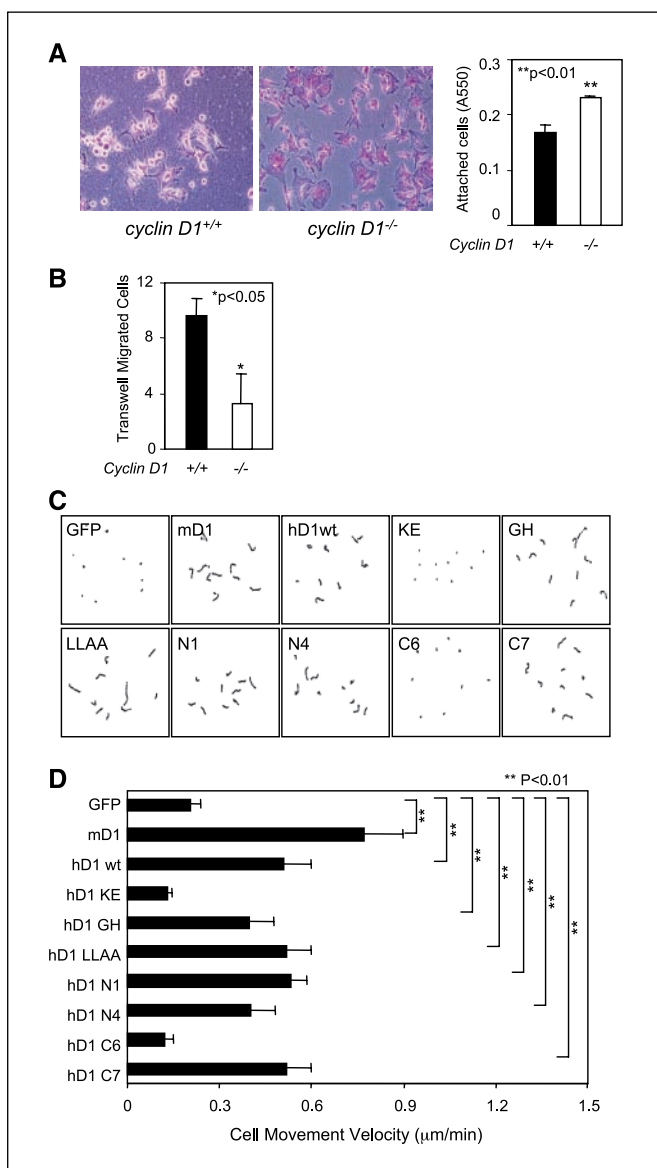 A
cyclin D1+/+
cyclin D1-/-
**p<0.01
**
Attached cells (A550)
0.3
0.2
0.1
0
Cyclin D1 +/+ -/-
B
*p<0.05
*
Transwell Migrated Cells
12
8
4
0
Cyclin D1 +/+ -/-
C
GFP mD1 hD1wt KE GH
LLAA N1 N4 C6 C7
D
** P<0.01
GFP
mD1
hD1 wt
hD1 KE
hD1 GH
hD1 LLAA
hD1 N1
hD1 N4
hD1 C6
hD1 C7
** ** ** ** ** ** **
0 0.3 0.6 0.9 1.2 1.5
Cell Movement Velocity (μm/min)